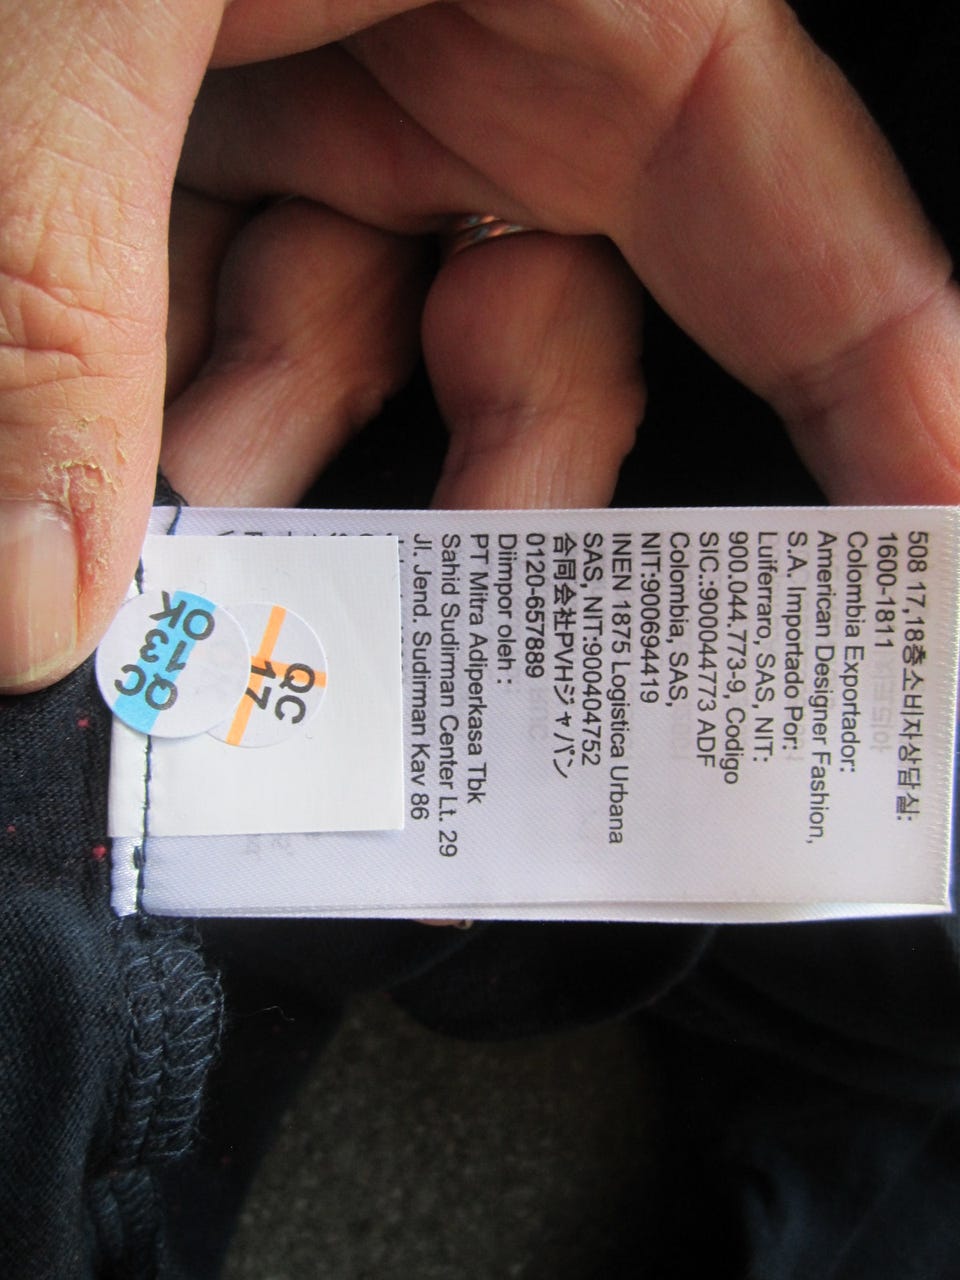 508 17,18층소비자상담실:
1600-1811
Colombia Exportador:
American Designer Fashion,
S.A. Importado Por:
Luiferraro, SAS, NIT:
900.044.773-9, Codigo
SIC.:900044773 ADF
Colombia, SAS,
NIT:900694419
INEN 1875 Logistica Urbana
SAS, NIT:900404752
合同会社PVHジャパン
0120-657889
Diimpor oleh :
PT Mitra Adiperkasa Tbk
Sahid Sudirman Center Lt. 29
Jl. Jend. Sudirman Kav 86
QC
17
QC
13
OK